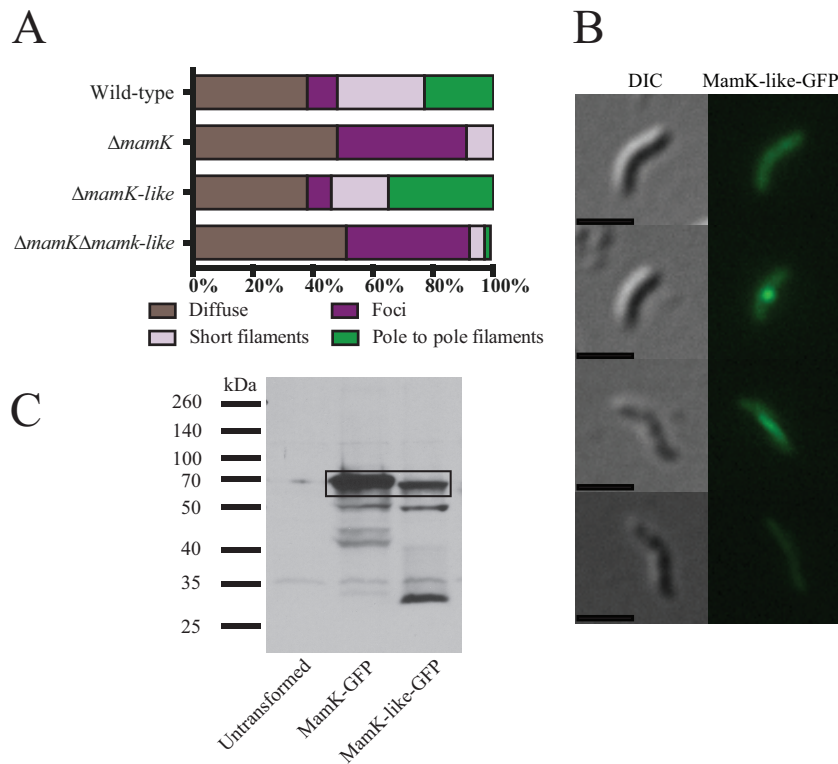 A
Wild-type
ΔmamK
ΔmamK-like
ΔmamKΔmamk-like
0% 20% 40% 60% 80% 100%
Diffuse Foci
Short filaments Pole to pole filaments
B
DIC MamK-like-GFP
C
kDa
260
140
100
70
50
40
35
25
Untransformed
MamK-GFP
MamK-like-GFP